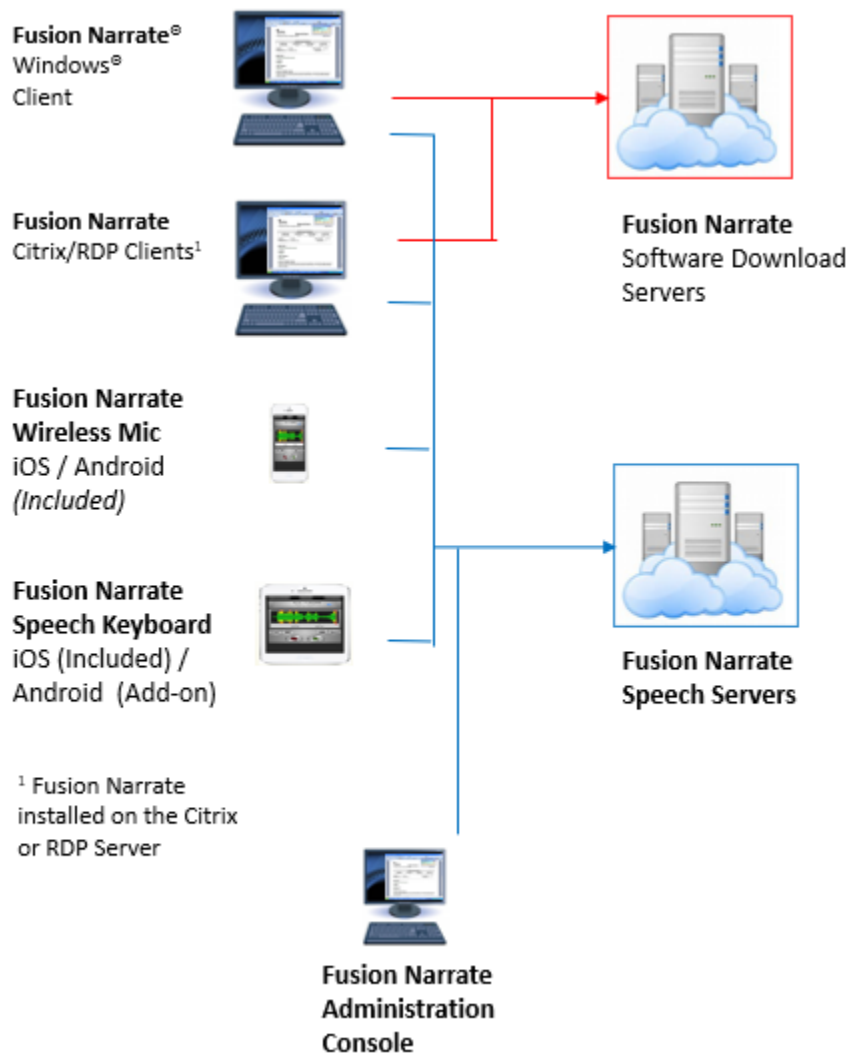 Fusion Narrate®
Windows®
Client
Fusion Narrate
Citrix/RDP Clients¹
Fusion Narrate
Software Download
Servers
Fusion Narrate
Wireless Mic
iOS / Android
(Included)
Fusion Narrate
Speech Keyboard
iOS (Included) /
Android (Add-on)
Fusion Narrate
Speech Servers
¹ Fusion Narrate
installed on the Citrix
or RDP Server
Fusion Narrate
Administration
Console